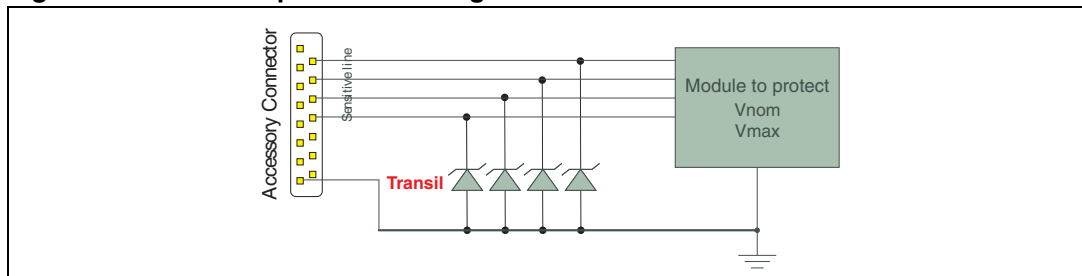 Accessory Connector
Sensitive line
Module to protect
Vnom
Vmax
Transil